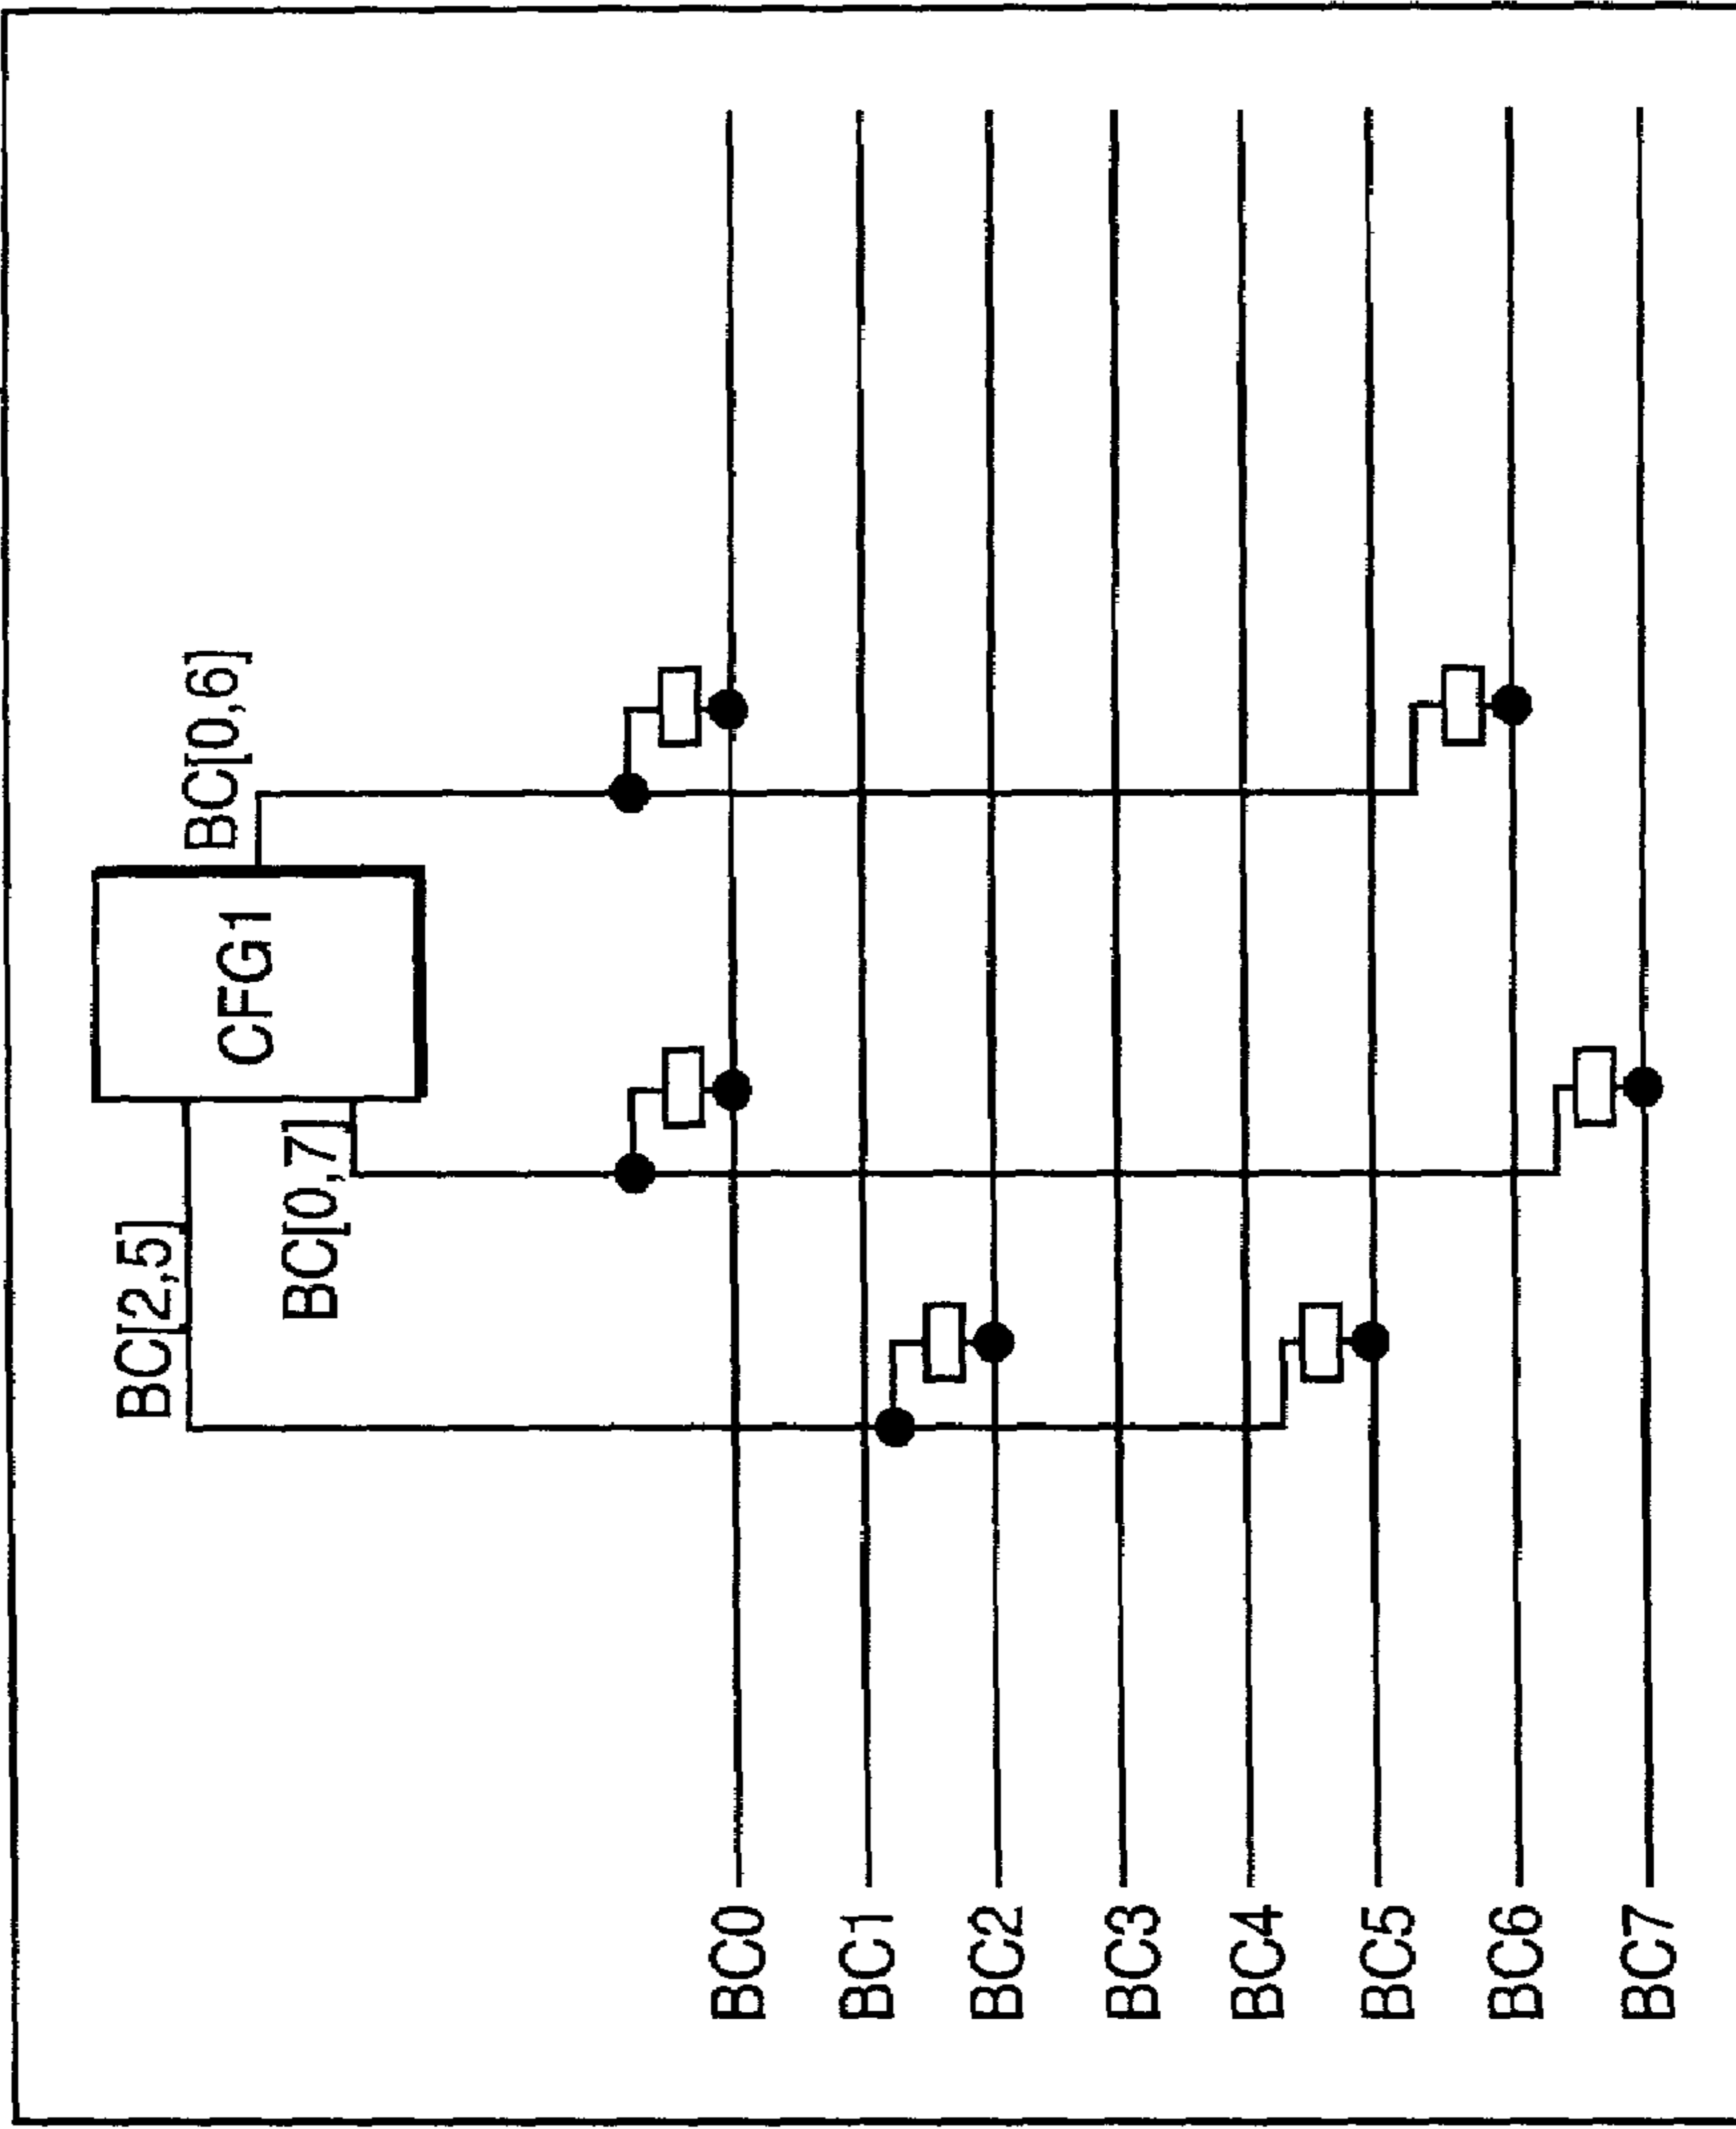 BC[0,6]
CFG1
BC[0,7]
BC[2,5]
BC0
BC1
BC2
BC3
BC4
BC5
BC6
BC7